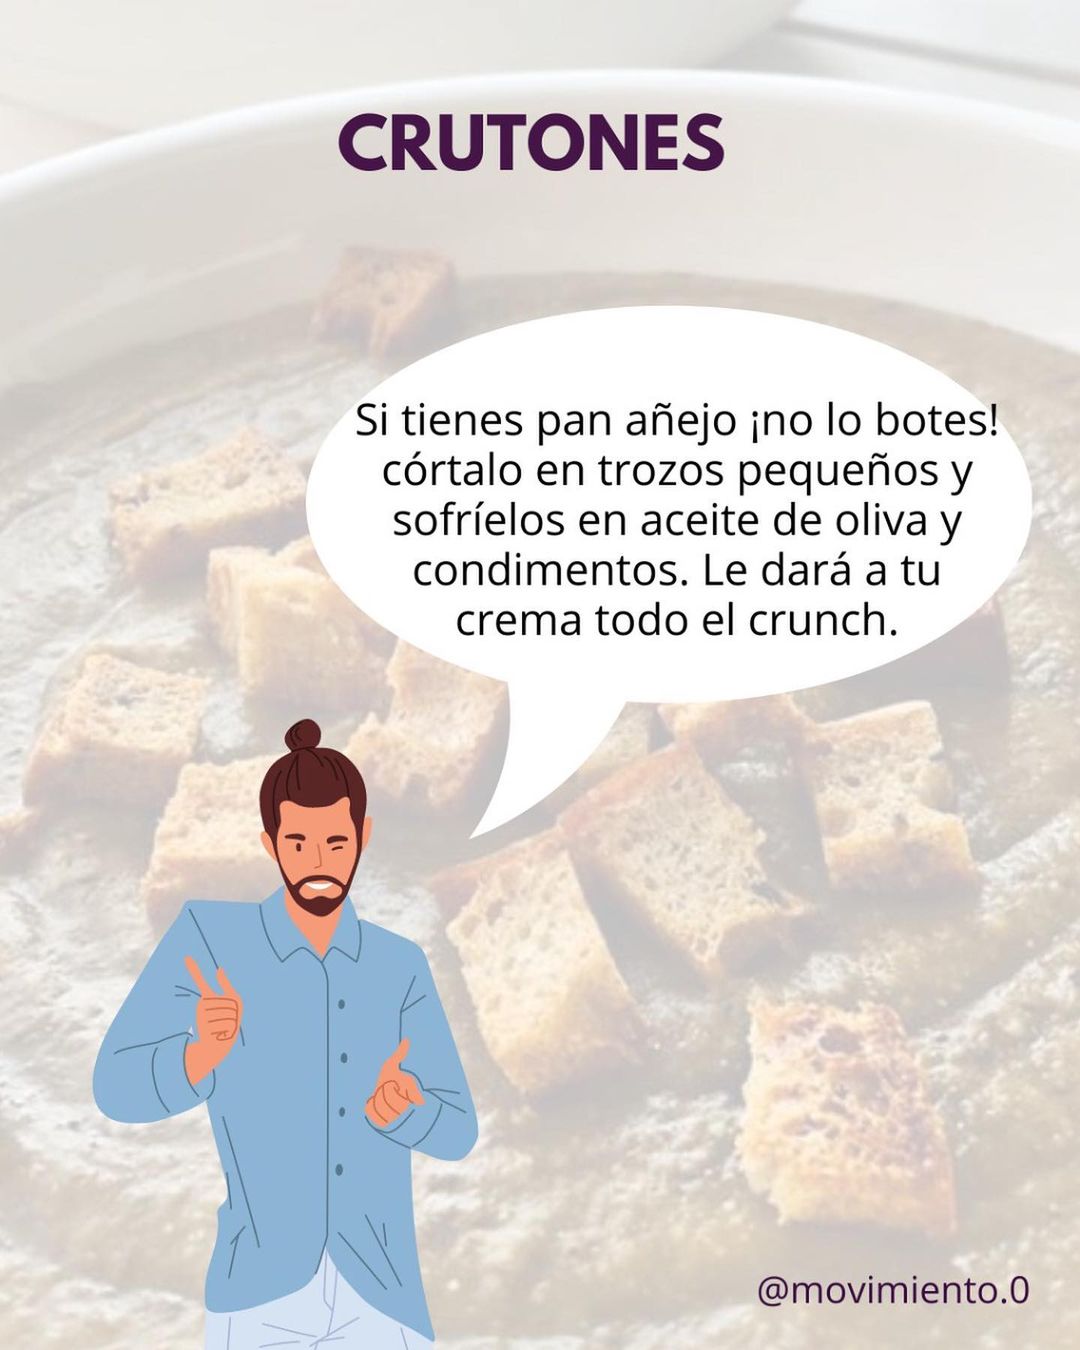 CRUTONES
Si tienes pan añejo ¡no lo botes!
córtalo en trozos pequeños y
sofríelos en aceite de oliva y
condimentos. Le dará a tu
crema todo el crunch.
@movimiento.0